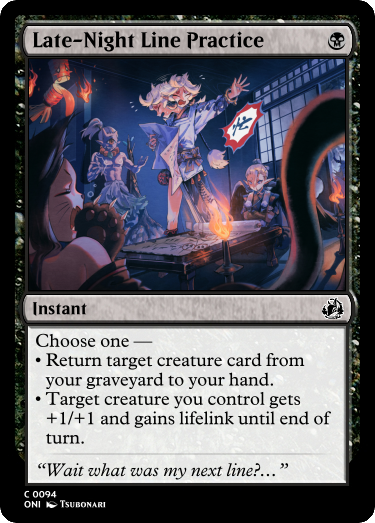 Late-Night Line Practice
忙
Instant
Choose one —
• Return target creature card from
your graveyard to your hand.
• Target creature you control gets
+1/+1 and gains lifelink until end of
turn.
“Wait what was my next line?…”
C 0094
ONI Tsubonari